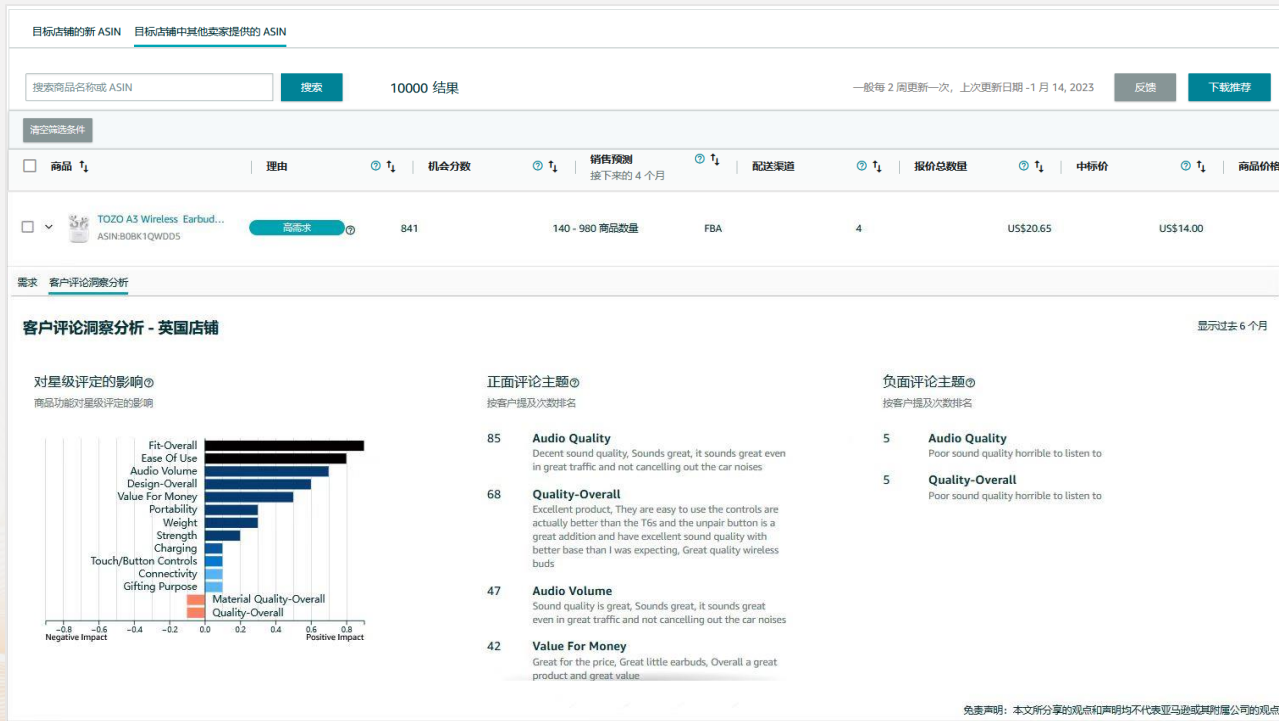 目标店铺的新 ASIN 目标店铺中其他卖家提供的 ASIN
搜索商品名称或 ASIN 搜索 10000 结果 一般每 2 周更新一次，上次更新日期 -1 月 14, 2023 反馈 下载推荐
清空筛选条件
商品 理由 机会分数 销售预测 配送渠道 报价总数量 中标价 商品价格
接下来的 4 个月
TOZO A3 Wireless Earbud...
ASIN:B0BK1QWDD5
高需求 841 140 - 980 商品数量 FBA 4 US$20.65 US$14.00
需求 客户评论洞察分析
客户评论洞察分析 - 英国店铺 显示过去 6 个月
对星级评定的影响
商品功能对星级评定的影响
Fit-Overall
Ease Of Use
Audio Volume
Design-Overall
Value For Money
Portability
Weight
Strength
Charging
Touch/Button Controls
Connectivity
Gifting Purpose
Material Quality-Overall
Quality-Overall
−0.8 −0.6 −0.4 −0.2 0.0 0.2 0.4 0.6 0.8
Negative Impact Positive Impact
正面评论主题
按客户提及次数排名
85 Audio Quality
Decent sound quality, Sounds great, it sounds great even
in great traffic and not cancelling out the car noises
68 Quality-Overall
Excellent product, They are easy to use the controls are
actually better than the T6s and the unpair button is a
great addition and have excellent sound quality with
better base than I was expecting, Great quality wireless
buds
47 Audio Volume
Sound quality is great, Sounds great, it sounds great
even in great traffic and not cancelling out the car noises
42 Value For Money
Great for the price, Great little earbuds, Overall a great
product and great value
负面评论主题
按客户提及次数排名
5 Audio Quality
Poor sound quality horrible to listen to
5 Quality-Overall
Poor sound quality horrible to listen to
免责声明：本文所分享的观点和声明均不代表亚马逊或其附属公司的观点